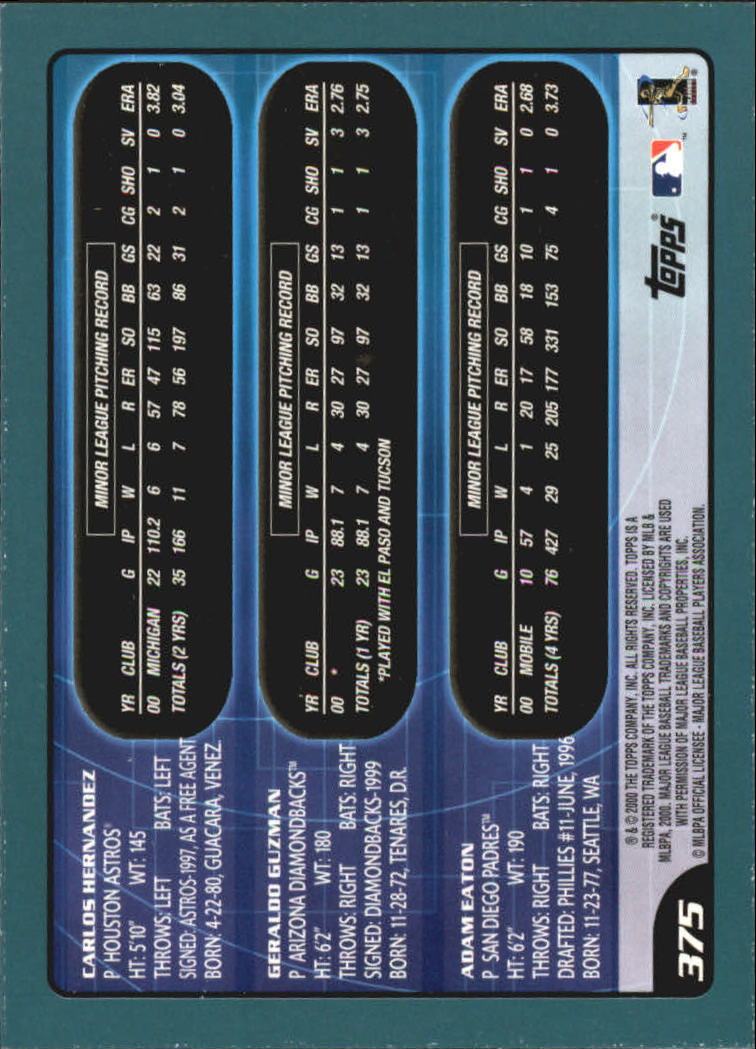 CARLOS HERNANDEZ
P HOUSTON ASTROS®
HT: 5'10" WT: 145
THROWS: LEFT BATS: LEFT
SIGNED: ASTROS-1997, AS A FREE AGENT
BORN: 4-22-80, GUACARA, VENEZ.
MINOR LEAGUE PITCHING RECORD
YR CLUB G IP W L R ER SO BB GS CG SHO SV ERA
00 MICHIGAN 22 110.2 6 6 57 47 115 63 22 2 1 0 3.82
TOTALS (2 YRS) 35 166 11 7 78 56 197 86 31 2 1 0 3.04
GERALDO GUZMAN
P ARIZONA DIAMONDBACKS™
HT: 6'2" WT: 180
THROWS: RIGHT BATS: RIGHT
SIGNED: DIAMONDBACKS-1999
BORN: 11-28-72, TENARES, D.R.
MINOR LEAGUE PITCHING RECORD
YR CLUB G IP W L R ER SO BB GS CG SHO SV ERA
00 * 23 88.1 7 4 30 27 97 32 13 1 1 3 2.76
TOTALS (1 YR) 23 88.1 7 4 30 27 97 32 13 1 1 3 2.75
*PLAYED WITH EL PASO AND TUCSON
ADAM EATON
P SAN DIEGO PADRES™
HT: 6'2" WT: 190
THROWS: RIGHT BATS: RIGHT
DRAFTED: PHILLIES #11-JUNE, 1996
BORN: 11-23-77, SEATTLE, WA
MINOR LEAGUE PITCHING RECORD
YR CLUB G IP W L R ER SO BB GS CG SHO SV ERA
00 MOBILE 10 57 4 1 20 17 58 18 10 1 1 0 2.68
TOTALS (4 YRS) 76 427 29 25 205 177 331 153 75 4 1 0 3.73
375
® & © 2000 THE TOPPS COMPANY, INC. ALL RIGHTS RESERVED. TOPPS IS A
REGISTERED TRADEMARK OF THE TOPPS COMPANY, INC. LICENSED BY MLB &
MLBPA, 2000. MAJOR LEAGUE BASEBALL TRADEMARKS AND COPYRIGHTS ARE USED
WITH PERMISSION OF MAJOR LEAGUE BASEBALL PROPERTIES, INC.
© MLBPA OFFICIAL LICENSEE - MAJOR LEAGUE BASEBALL PLAYERS ASSOCIATION.
TOPPS®
™